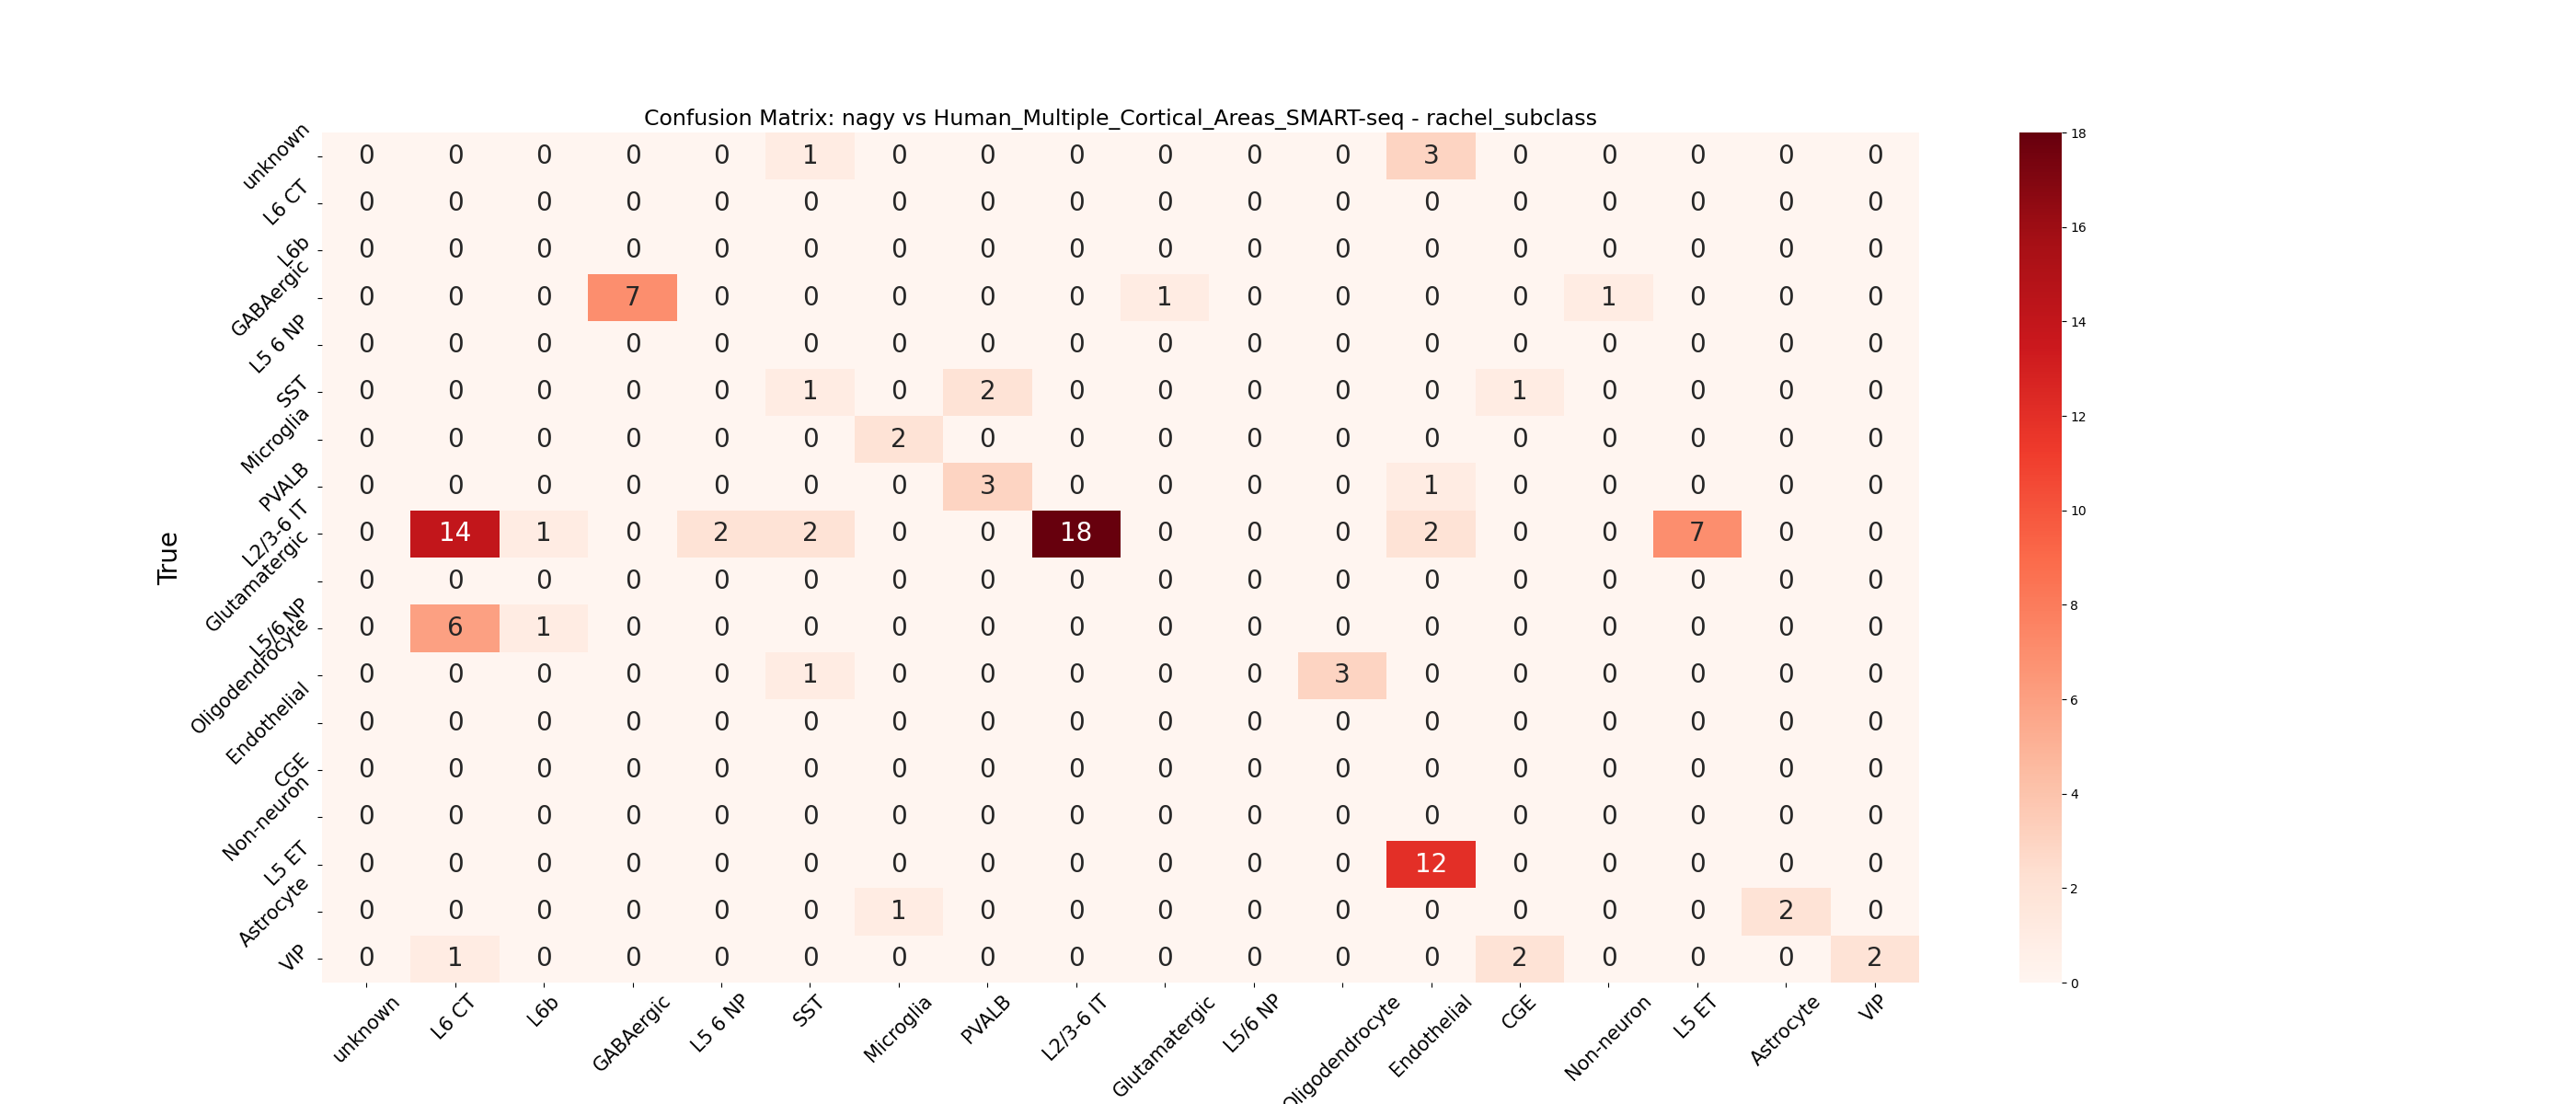 Confusion Matrix: nagy vs Human_Multiple_Cortical_Areas_SMART-seq - rachel_subclass
True
unknown 0 0 0 0 0 1 0 0 0 0 0 0 3 0 0 0 0 0
L6 CT 0 0 0 0 0 0 0 0 0 0 0 0 0 0 0 0 0 0
L6b 0 0 0 0 0 0 0 0 0 0 0 0 0 0 0 0 0 0
GABAergic 0 0 0 7 0 0 0 0 0 1 0 0 0 0 1 0 0 0
L5 6 NP 0 0 0 0 0 0 0 0 0 0 0 0 0 0 0 0 0 0
SST 0 0 0 0 0 1 0 2 0 0 0 0 0 1 0 0 0 0
Microglia 0 0 0 0 0 0 2 0 0 0 0 0 0 0 0 0 0 0
PVALB 0 0 0 0 0 0 0 3 0 0 0 0 1 0 0 0 0 0
L2/3-6 IT 0 14 1 0 2 2 0 0 18 0 0 0 2 0 0 7 0 0
Glutamatergic 0 0 0 0 0 0 0 0 0 0 0 0 0 0 0 0 0 0
L5/6 NP 0 6 1 0 0 0 0 0 0 0 0 0 0 0 0 0 0 0
Oligodendrocyte 0 0 0 0 0 1 0 0 0 0 0 3 0 0 0 0 0 0
Endothelial 0 0 0 0 0 0 0 0 0 0 0 0 0 0 0 0 0 0
CGE 0 0 0 0 0 0 0 0 0 0 0 0 0 0 0 0 0 0
Non-neuron 0 0 0 0 0 0 0 0 0 0 0 0 0 0 0 0 0 0
L5 ET 0 0 0 0 0 0 0 0 0 0 0 0 12 0 0 0 0 0
Astrocyte 0 0 0 0 0 0 1 0 0 0 0 0 0 0 0 0 2 0
VIP 0 1 0 0 0 0 0 0 0 0 0 0 0 2 0 0 0 2
unknown L6 CT L6b GABAergic L5 6 NP SST Microglia PVALB L2/3-6 IT Glutamatergic L5/6 NP Oligodendrocyte Endothelial CGE Non-neuron L5 ET Astrocyte VIP
18
16
14
12
10
8
6
4
2
0